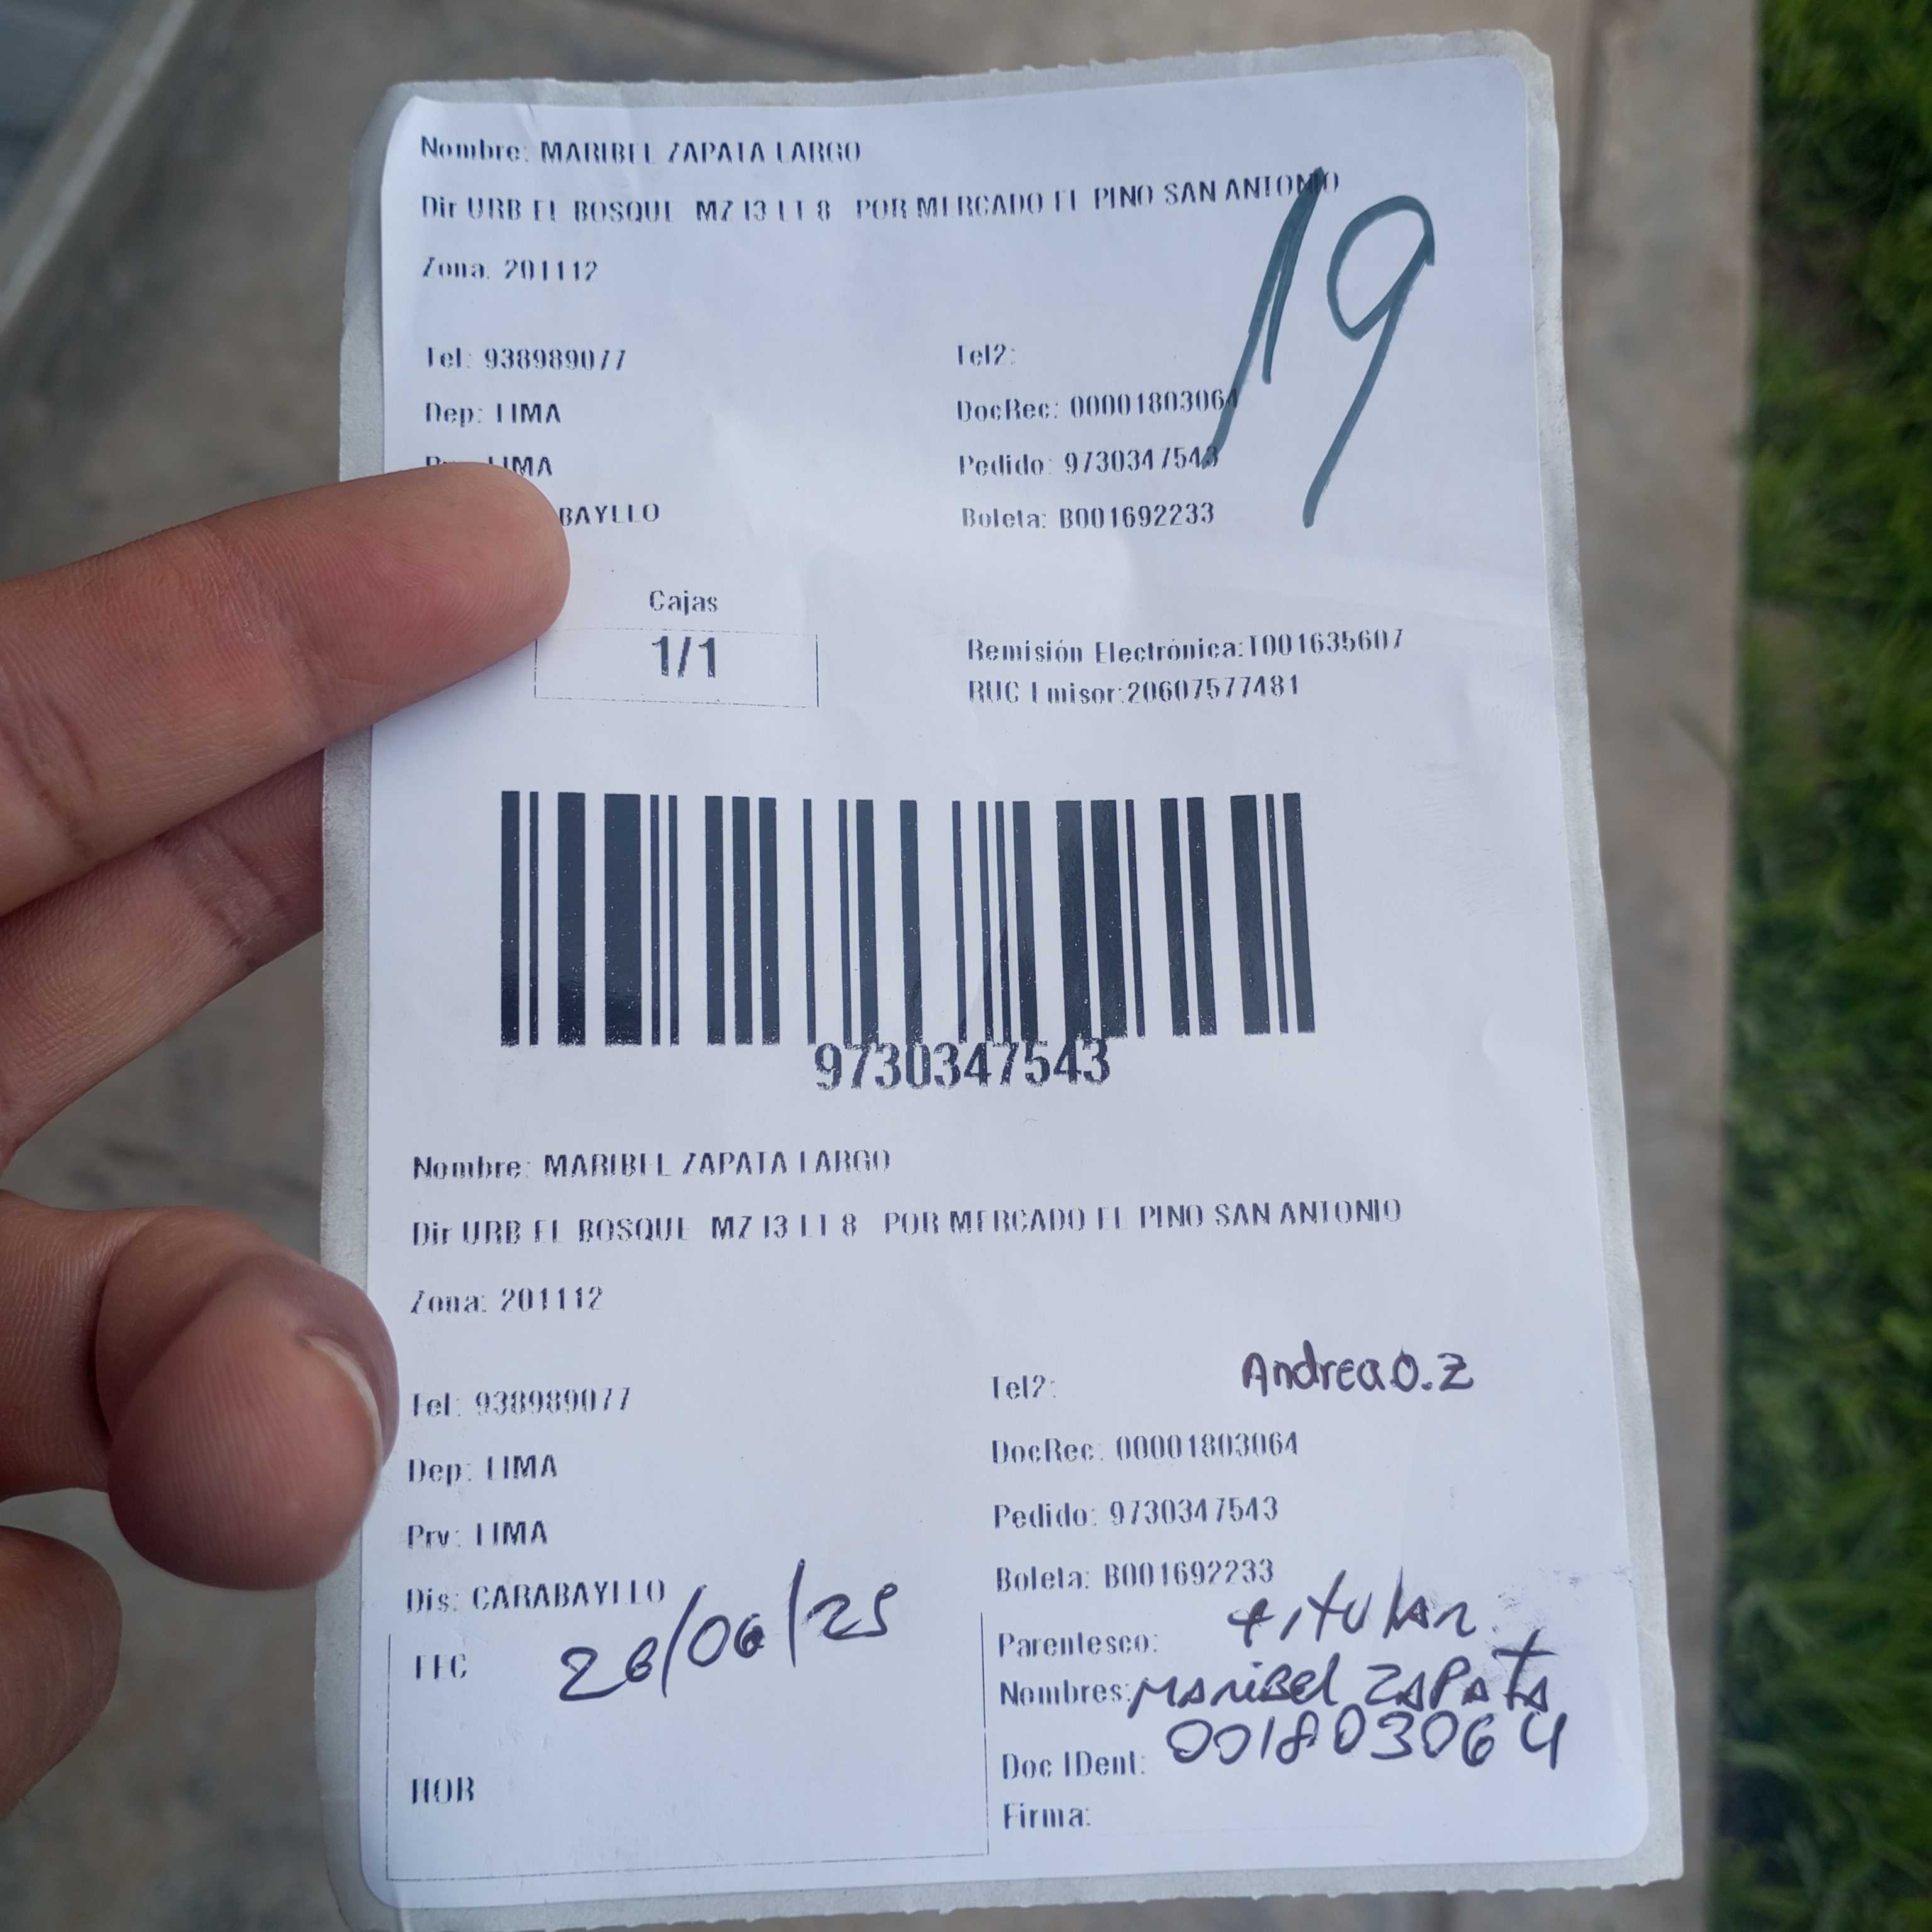 Nombre: MARIBEL ZAPATA LARGO
Dir URB EL BOSQUE MZ I3 LT 8 POR MERCADO EL PINO SAN ANTONIO
Zona: 201112
19
Tel: 938989077 Tel2:
Dep: LIMA DocRec: 00001803064
LIMA Pedido: 9730347543
BAYLLO Boleta: B001692233
Cajas
1/1
Remisión Electrónica:T001635607
RUC Emisor:20607577481
9730347543
Nombre: MARIBEL ZAPATA LARGO
Dir URB EL BOSQUE MZ I3 LT 8 POR MERCADO EL PINO SAN ANTONIO
Zona: 201112
Andrea O.Z
Tel: 938989077 Tel2:
Dep: LIMA DocRec: 00001803064
Prv: LIMA Pedido: 9730347543
Dis: CARABAYLLO Boleta: B001692233
FEC 26/06/25
Parentesco: titular
Nombres: Maribel ZAPATA
Doc IDent: 001803064
HOR
Firma: